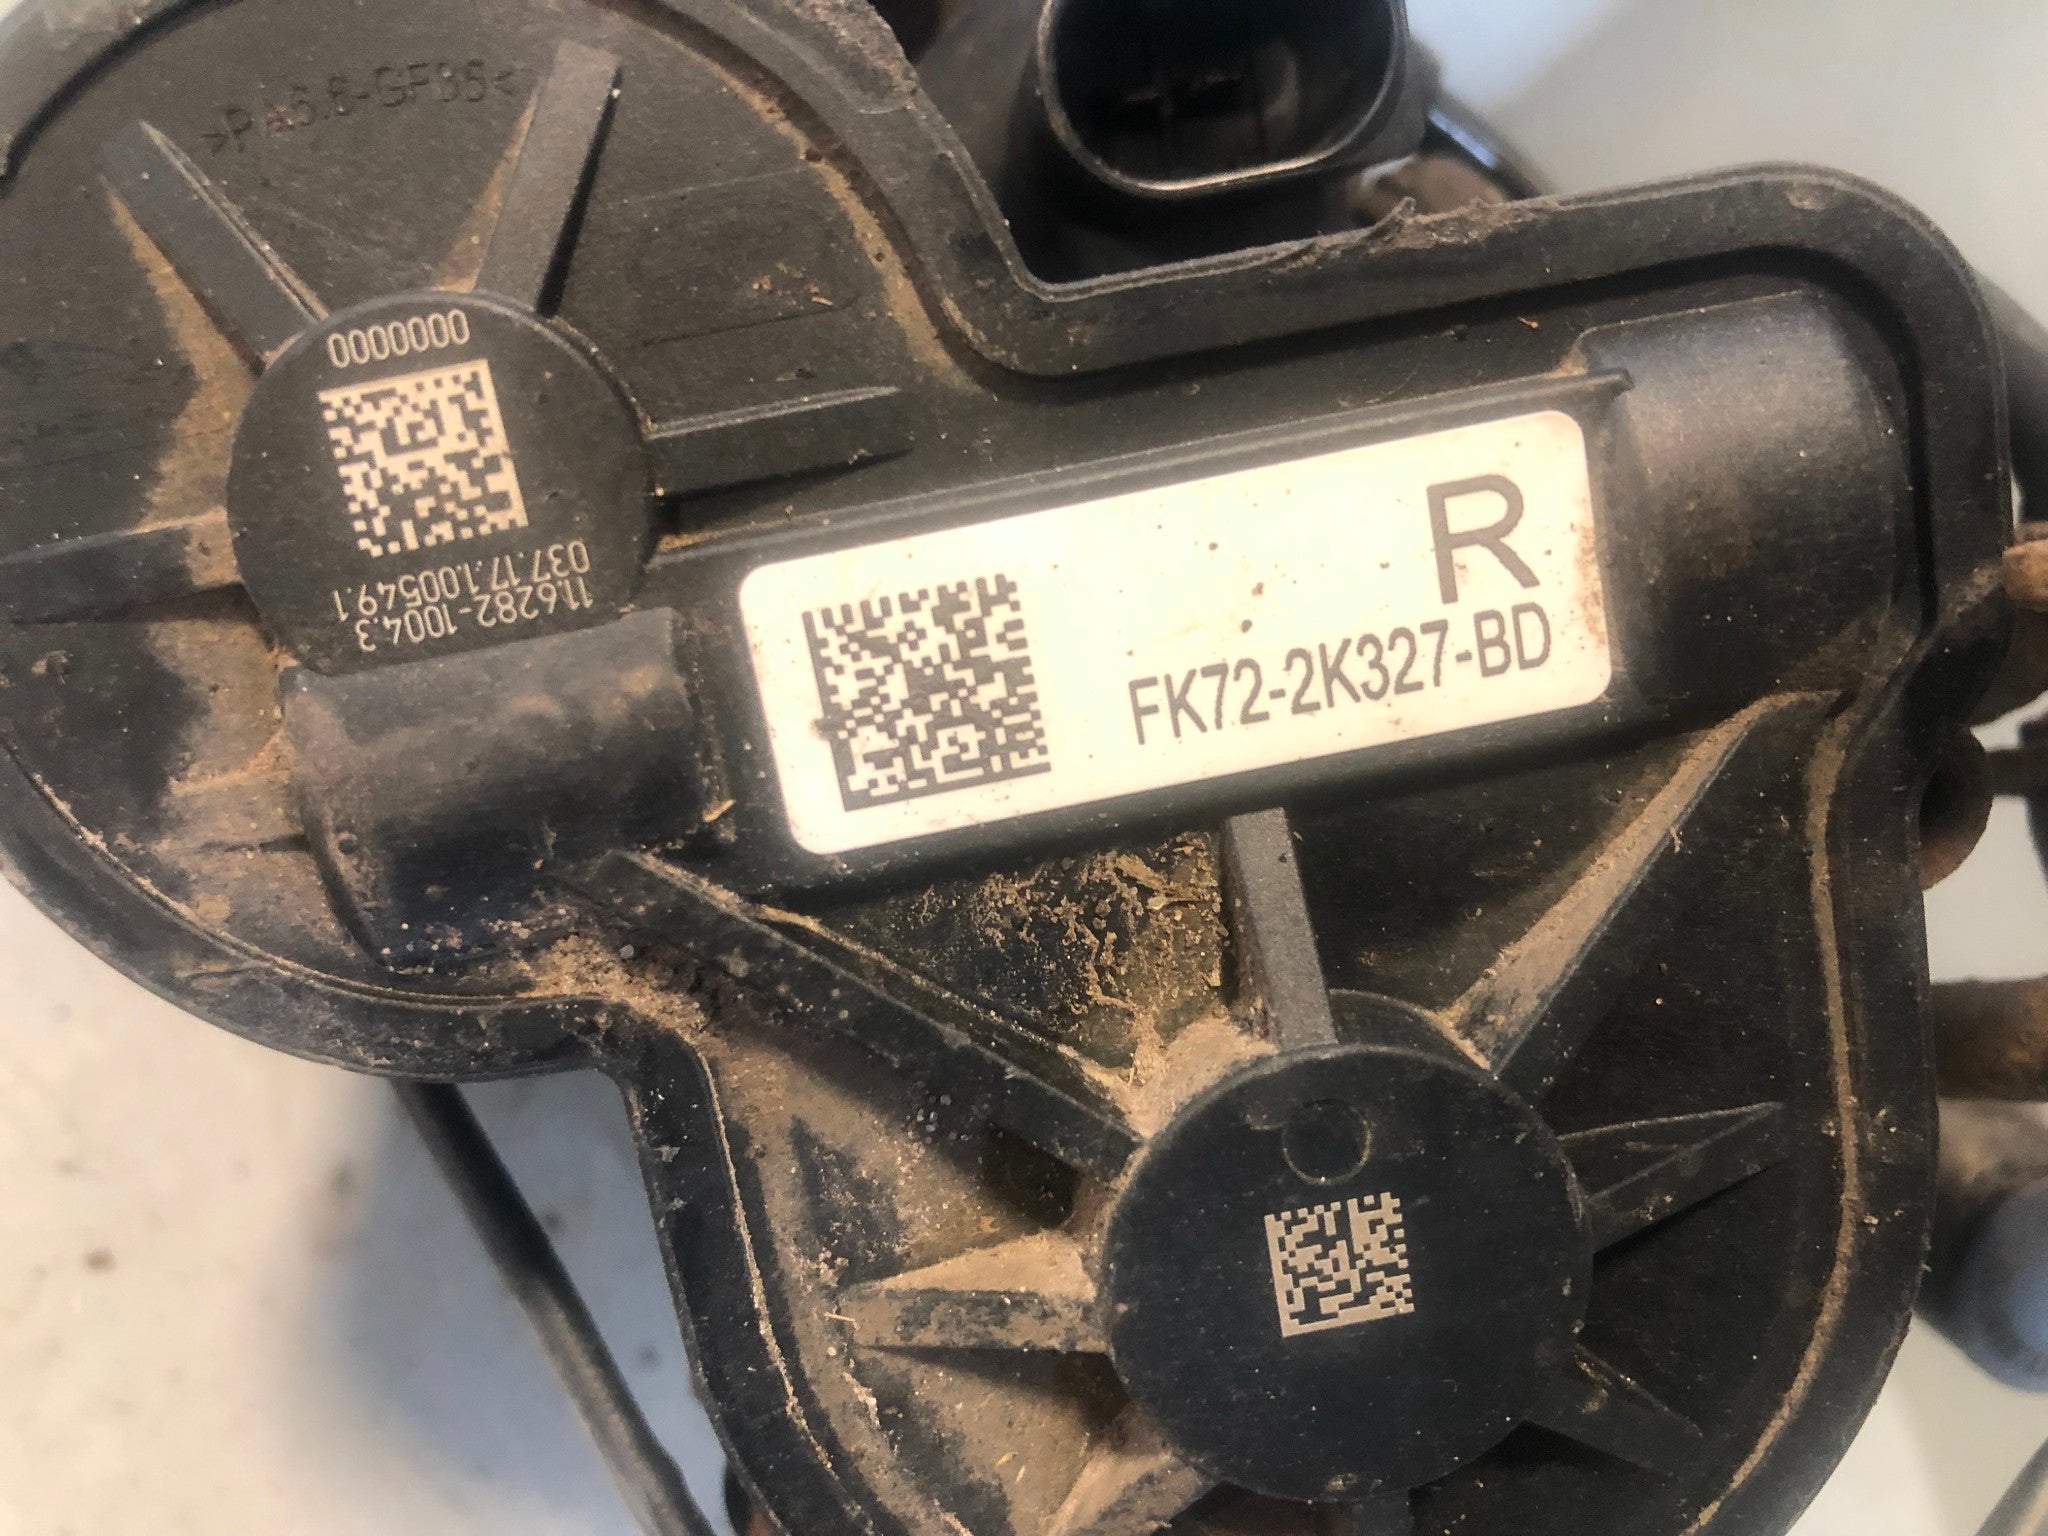 >PA6.6-GF35<
0000000
037.17.1.00549.1
11.6282-1004.3
R
FK72-2K327-BD